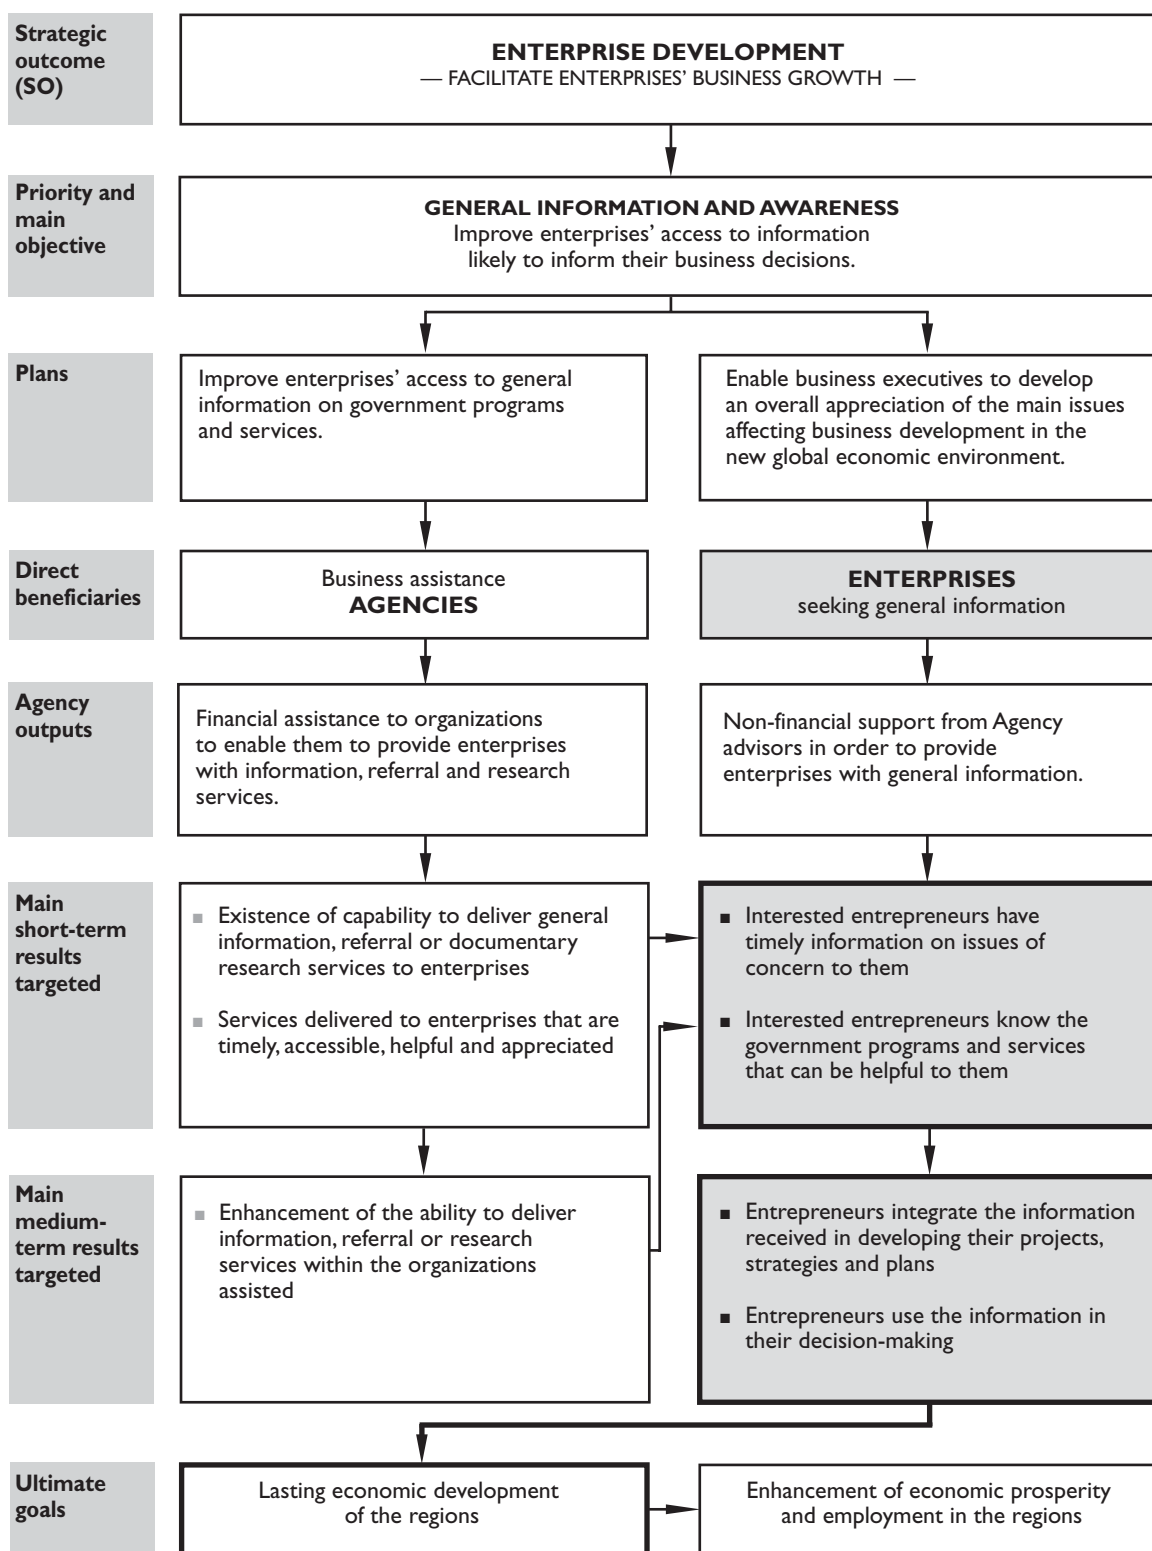 Strategic
outcome
(SO)
ENTERPRISE DEVELOPMENT
— FACILITATE ENTERPRISES’ BUSINESS GROWTH —
Priority and
main
objective
GENERAL INFORMATION AND AWARENESS
Improve enterprises’ access to information
likely to inform their business decisions.
Plans
Improve enterprises’ access to general
information on government programs
and services.
Enable business executives to develop
an overall appreciation of the main issues
affecting business development in the
new global economic environment.
Direct
beneficiaries
Business assistance
AGENCIES
ENTERPRISES
seeking general information
Agency
outputs
Financial assistance to organizations
to enable them to provide enterprises
with information, referral and research
services.
Non-financial support from Agency
advisors in order to provide
enterprises with general information.
Main
short-term
results
targeted
■ Existence of capability to deliver general
information, referral or documentary
research services to enterprises
■ Services delivered to enterprises that are
timely, accessible, helpful and appreciated
■ Interested entrepreneurs have
timely information on issues of
concern to them
■ Interested entrepreneurs know the
government programs and services
that can be helpful to them
Main
medium-
term results
targeted
■ Enhancement of the ability to deliver
information, referral or research
services within the organizations
assisted
■ Entrepreneurs integrate the information
received in developing their projects,
strategies and plans
■ Entrepreneurs use the information in
their decision-making
Ultimate
goals
Lasting economic development
of the regions
Enhancement of economic prosperity
and employment in the regions